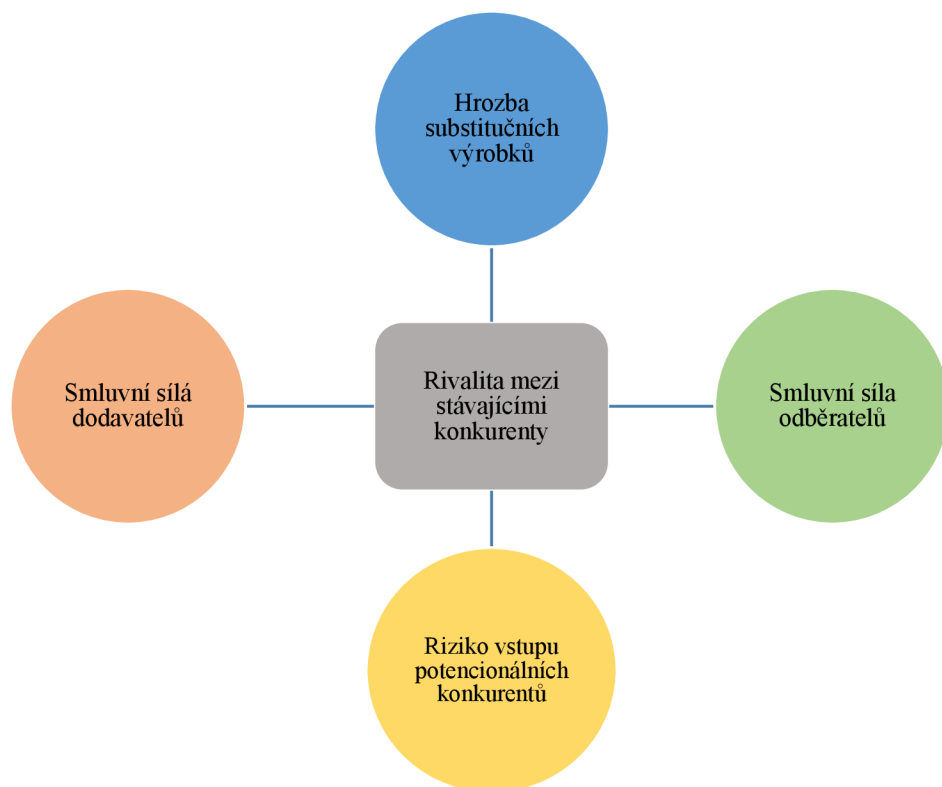 Hrozba
substitučních
výrobků
Smluvní sílá
dodavatelů
Rivalita mezi
stávajícími
konkurenty
Smluvní síla
odběratelů
Riziko vstupu
potencionálních
konkurentů